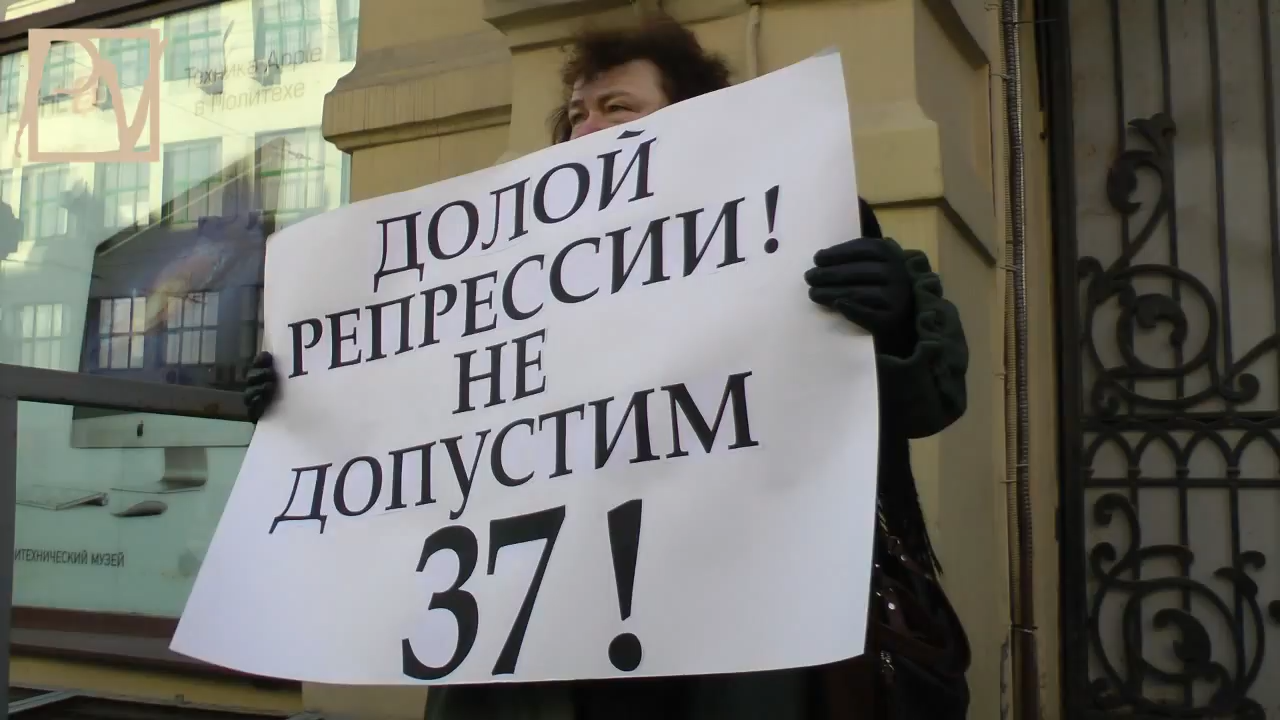 Техника Apple
в Политехе
ДОЛОЙ
РЕПРЕССИИ!
НЕ
ДОПУСТИМ
37!
ИТЕХНИЧЕСКИЙ МУЗЕЙ